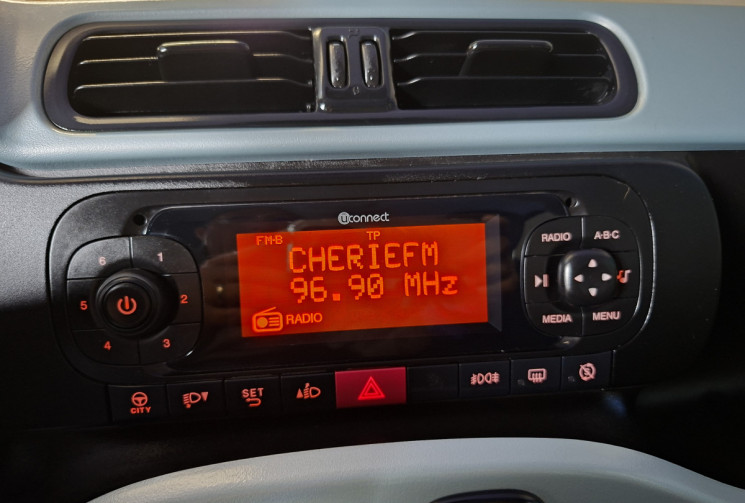 uconnect
FM-B TP
CHERIEFM
96.90 MHz
RADIO
6 1
5 2
4 3
RADIO A-B-C
MEDIA MENU
CITY
SET